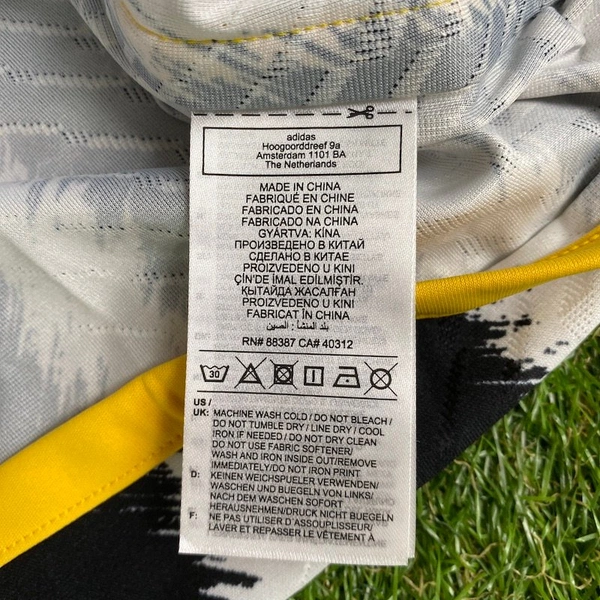 adidas
Hoogoorddreef 9a
Amsterdam 1101 BA
The Netherlands
MADE IN CHINA
FABRIQUÉ EN CHINE
FABRICADO EN CHINA
FABRICADO NA CHINA
GYÁRTVA: KÍNA
ПРОИЗВЕДЕНО В КИТАЙ
СДЕЛАНО В КИТАЕ
PROIZVEDENO U KINI
ÇİN'DE İMAL EDİLMİŞTİR.
ҚЫТАЙДА ЖАСАЛҒАН
PROIZVEDENO U KINI
FABRICAT ÎN CHINA
بلد المنشأ : الصين
RN# 88387 CA# 40312
30
US /
UK: MACHINE WASH COLD / DO NOT BLEACH /
DO NOT TUMBLE DRY / LINE DRY / COOL
IRON IF NEEDED / DO NOT DRY CLEAN
DO NOT USE FABRIC SOFTENER/
WASH AND IRON INSIDE OUT/REMOVE
IMMEDIATELY/DO NOT IRON PRINT
D: KEINEN WEICHSPUELER VERWENDEN/
WASCHEN UND BUEGELN VON LINKS/
NACH DEM WASCHEN SOFORT
HERAUSNEHMEN/DRUCK NICHT BUEGELN
F: NE PAS UTILISER D'ASSOUPLISEUR/
LAVER ET REPASSER LE VÊTEMENT À